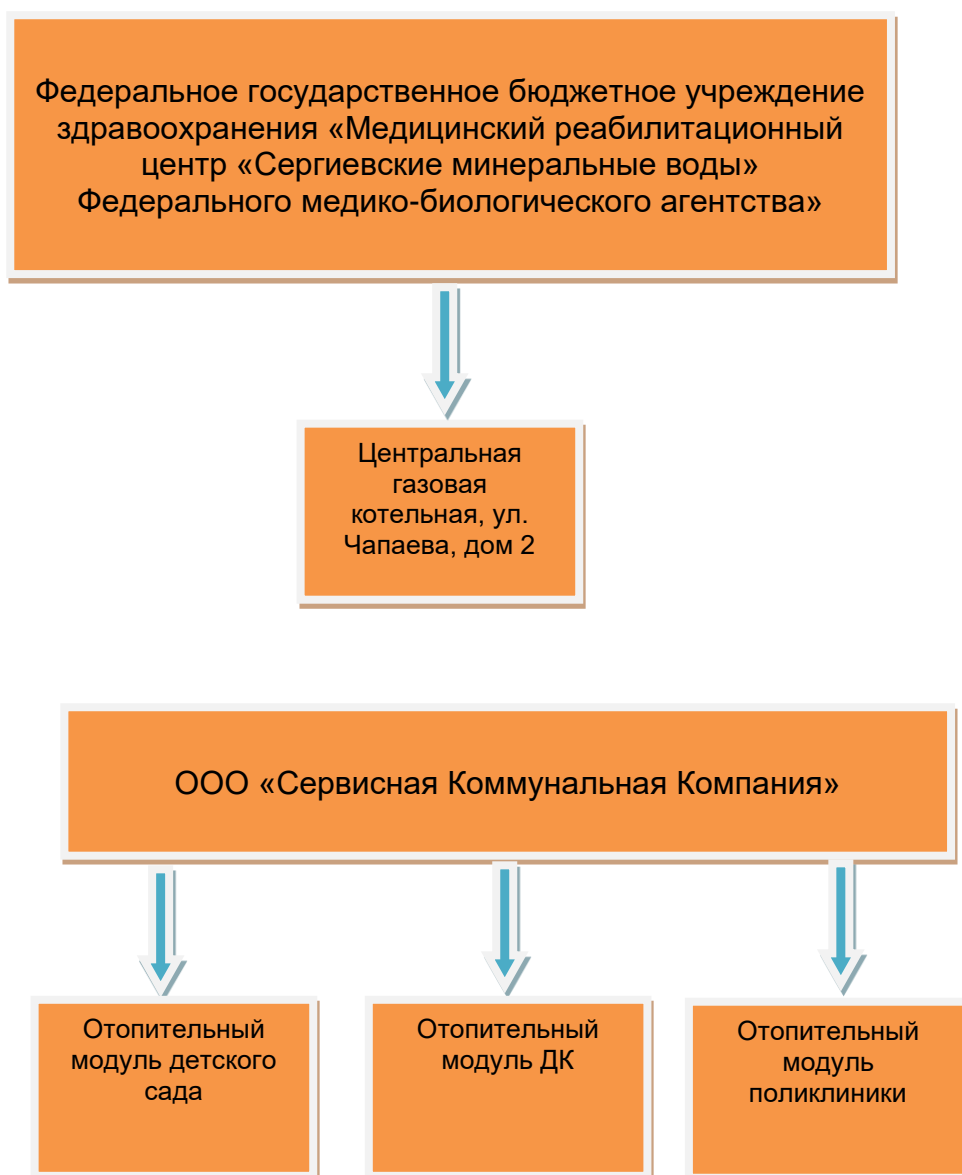 Федеральное государственное бюджетное учреждение
здравоохранения «Медицинский реабилитационный
центр «Сергиевские минеральные воды»
Федерального медико-биологического агентства»
Центральная
газовая
котельная, ул.
Чапаева, дом 2
ООО «Сервисная Коммунальная Компания»
Отопительный
модуль детского
сада
Отопительный
модуль ДК
Отопительный
модуль
поликлиники